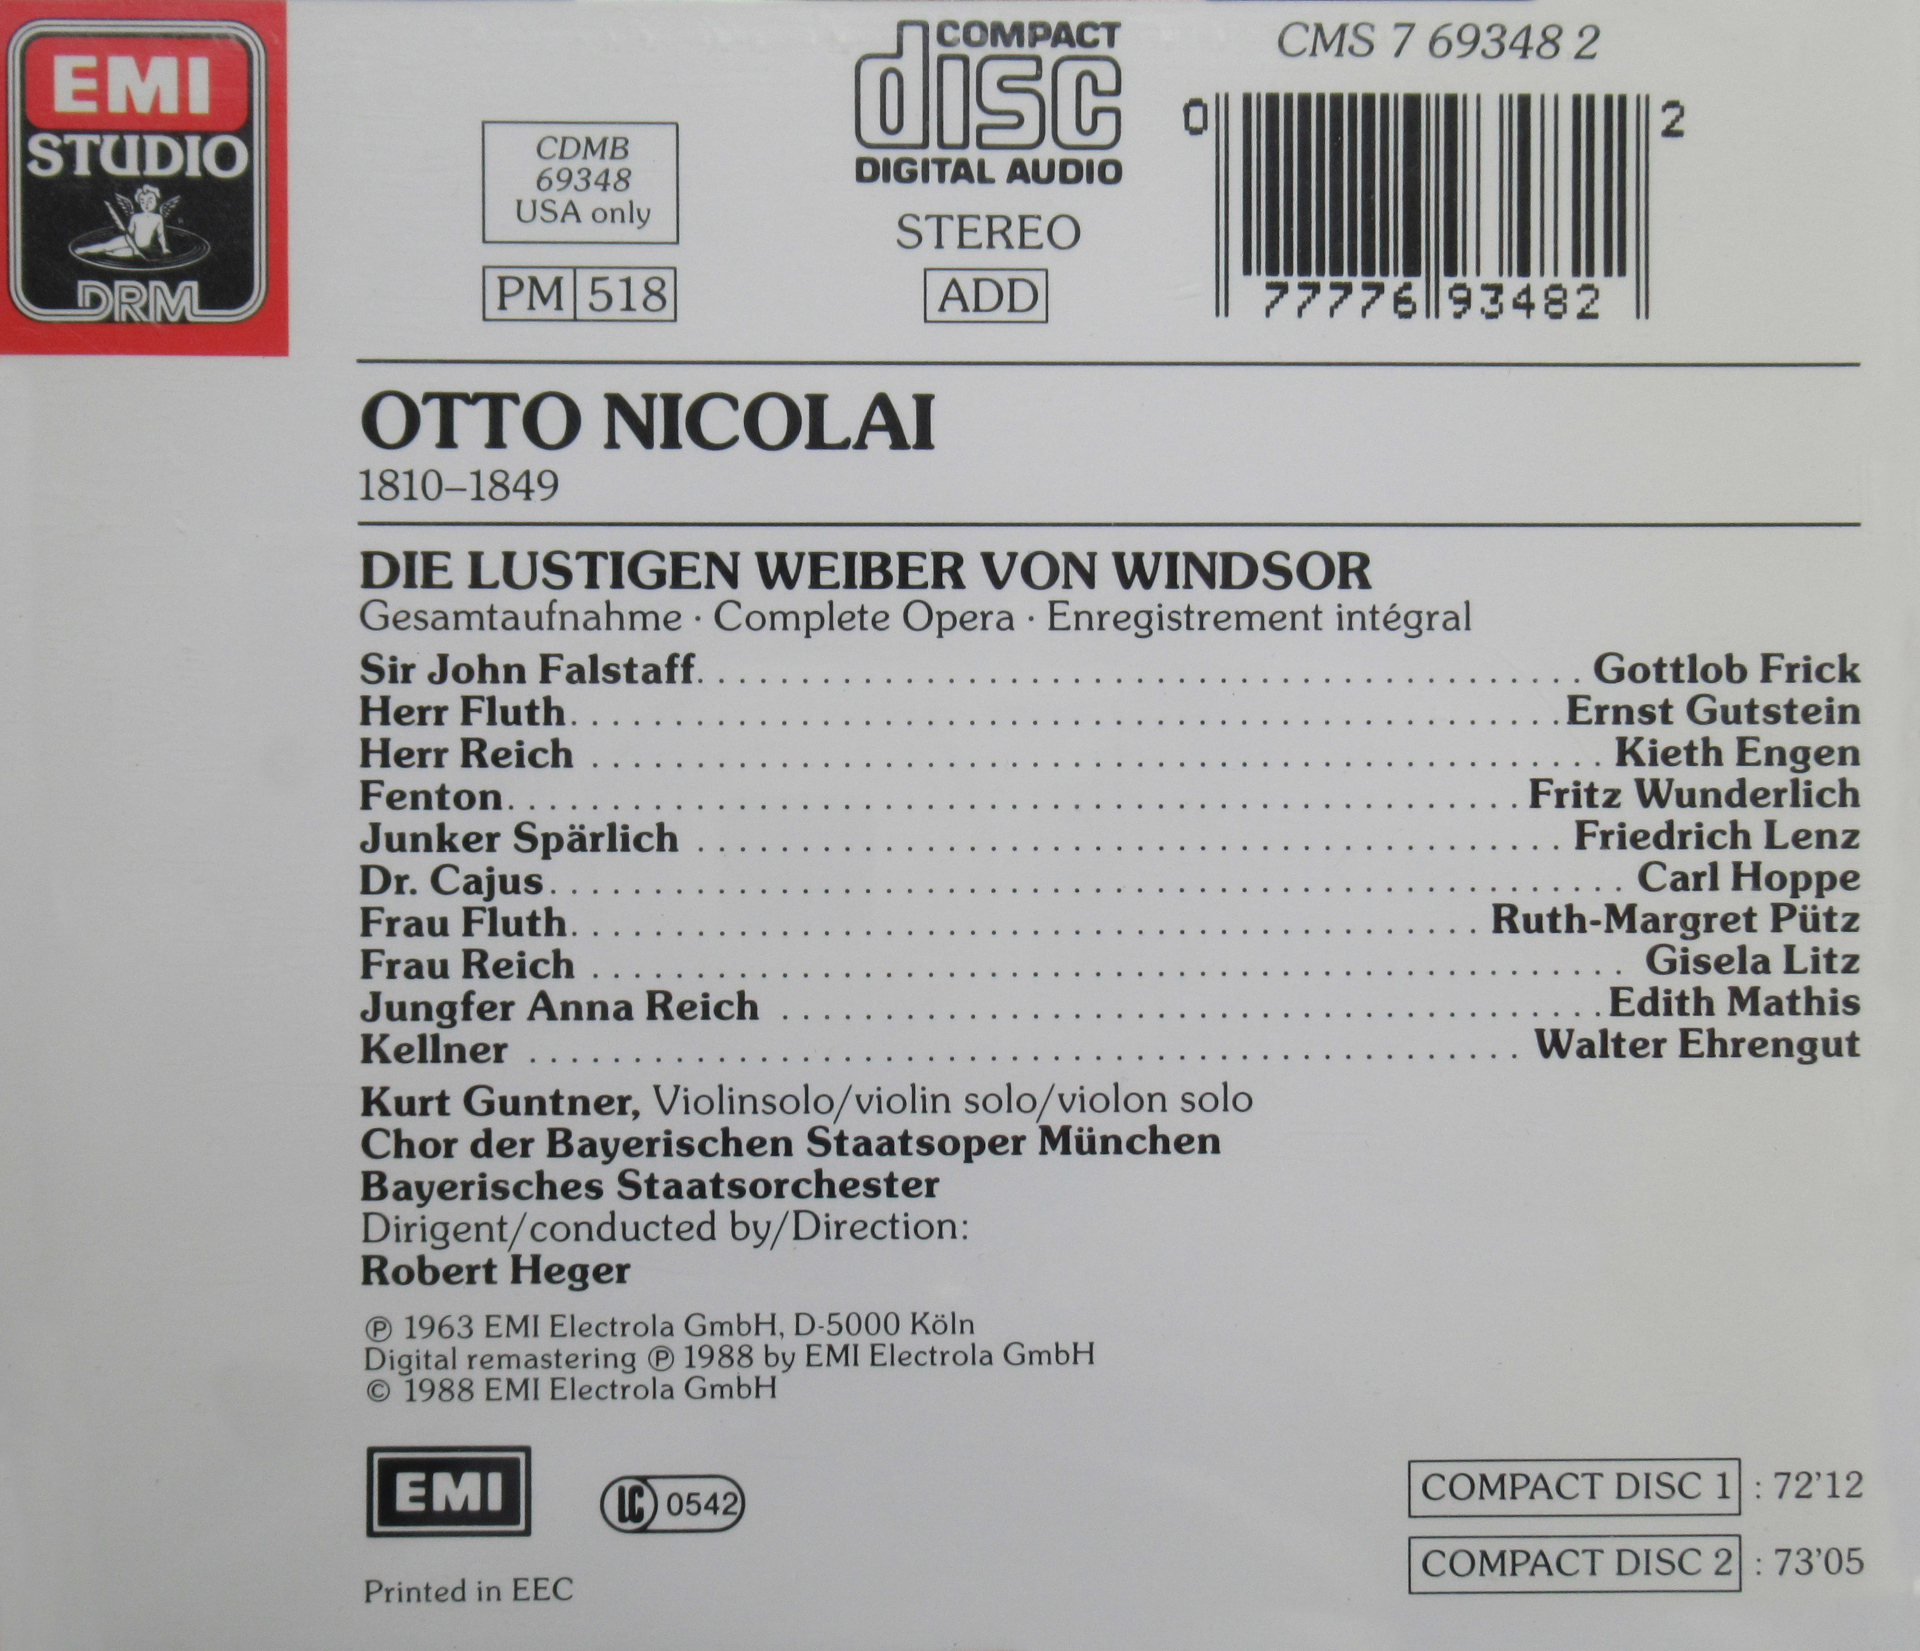 EMI
STUDIO
DRM
CDMB
69348
USA only
PM 518
COMPACT
disc
DIGITAL AUDIO
STEREO
ADD
CMS 7 69348 2
0 77776 93482 2
OTTO NICOLAI
1810–1849
DIE LUSTIGEN WEIBER VON WINDSOR
Gesamtaufnahme · Complete Opera · Enregistrement intégral
Sir John Falstaff. . . . . . . . . . . . . . . . . . . . Gottlob Frick
Herr Fluth. . . . . . . . . . . . . . . . . . . . Ernst Gutstein
Herr Reich . . . . . . . . . . . . . . . . . . . . Kieth Engen
Fenton. . . . . . . . . . . . . . . . . . . . Fritz Wunderlich
Junker Spärlich . . . . . . . . . . . . . . . . . . . . Friedrich Lenz
Dr. Cajus. . . . . . . . . . . . . . . . . . . . Carl Hoppe
Frau Fluth. . . . . . . . . . . . . . . . . . . . Ruth-Margret Pütz
Frau Reich . . . . . . . . . . . . . . . . . . . . Gisela Litz
Jungfer Anna Reich . . . . . . . . . . . . . . . . . . . . Edith Mathis
Kellner . . . . . . . . . . . . . . . . . . . . Walter Ehrengut
Kurt Guntner, Violinsolo/violin solo/violon solo
Chor der Bayerischen Staatsoper München
Bayerisches Staatsorchester
Dirigent/conducted by/Direction:
Robert Heger
℗ 1963 EMI Electrola GmbH, D-5000 Köln
Digital remastering ℗ 1988 by EMI Electrola GmbH
© 1988 EMI Electrola GmbH
EMI
LC 0542
COMPACT DISC 1 : 72'12
COMPACT DISC 2 : 73'05
Printed in EEC